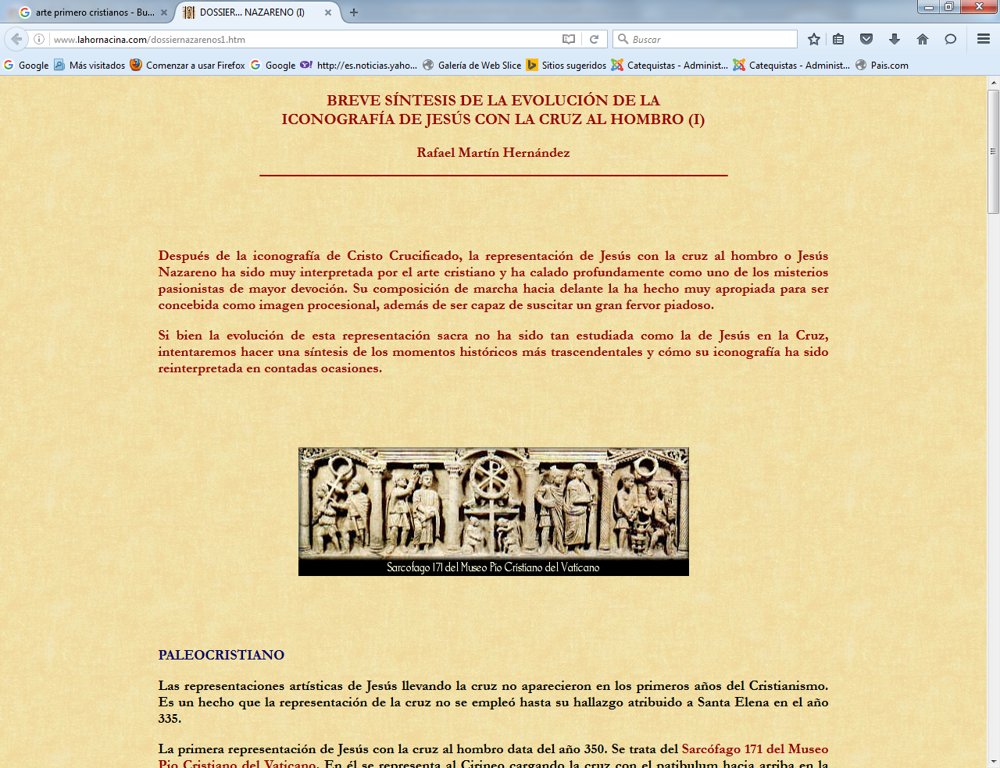 arte primero cristianos - Bu...
DOSSIER... NAZARENO (I)
www.lahornacina.com/dossiernazarenos1.htm
Buscar
Google
Más visitados
Comenzar a usar Firefox
Google
http://es.noticias.yaho...
Galería de Web Slice
Sitios sugeridos
Catequistas - Administ...
Catequistas - Administ...
Pais.com
BREVE SÍNTESIS DE LA EVOLUCIÓN DE LA
ICONOGRAFÍA DE JESÚS CON LA CRUZ AL HOMBRO (I)
Rafael Martín Hernández
Después de la iconografía de Cristo Crucificado, la representación de Jesús con la cruz al hombro o Jesús
Nazareno ha sido muy interpretada por el arte cristiano y ha calado profundamente como uno de los misterios
pasionistas de mayor devoción. Su composición de marcha hacia delante la ha hecho muy apropiada para ser
concebida como imagen procesional, además de ser capaz de suscitar un gran fervor piadoso.
Si bien la evolución de esta representación sacra no ha sido tan estudiada como la de Jesús en la Cruz,
intentaremos hacer una síntesis de los momentos históricos más trascendentales y cómo su iconografía ha sido
reinterpretada en contadas ocasiones.
Sarcofago 171 del Museo Pio Cristiano del Vaticano
PALEOCRISTIANO
Las representaciones artísticas de Jesús llevando la cruz no aparecieron en los primeros años del Cristianismo.
Es un hecho que la representación de la cruz no se empleó hasta su hallazgo atribuido a Santa Elena en el año
335.
La primera representación de Jesús con la cruz al hombro data del año 350. Se trata del Sarcófago 171 del Museo
Pio Cristiano del Vaticano. En él se representa al Cirineo cargando la cruz con el patibulum hacia arriba en la